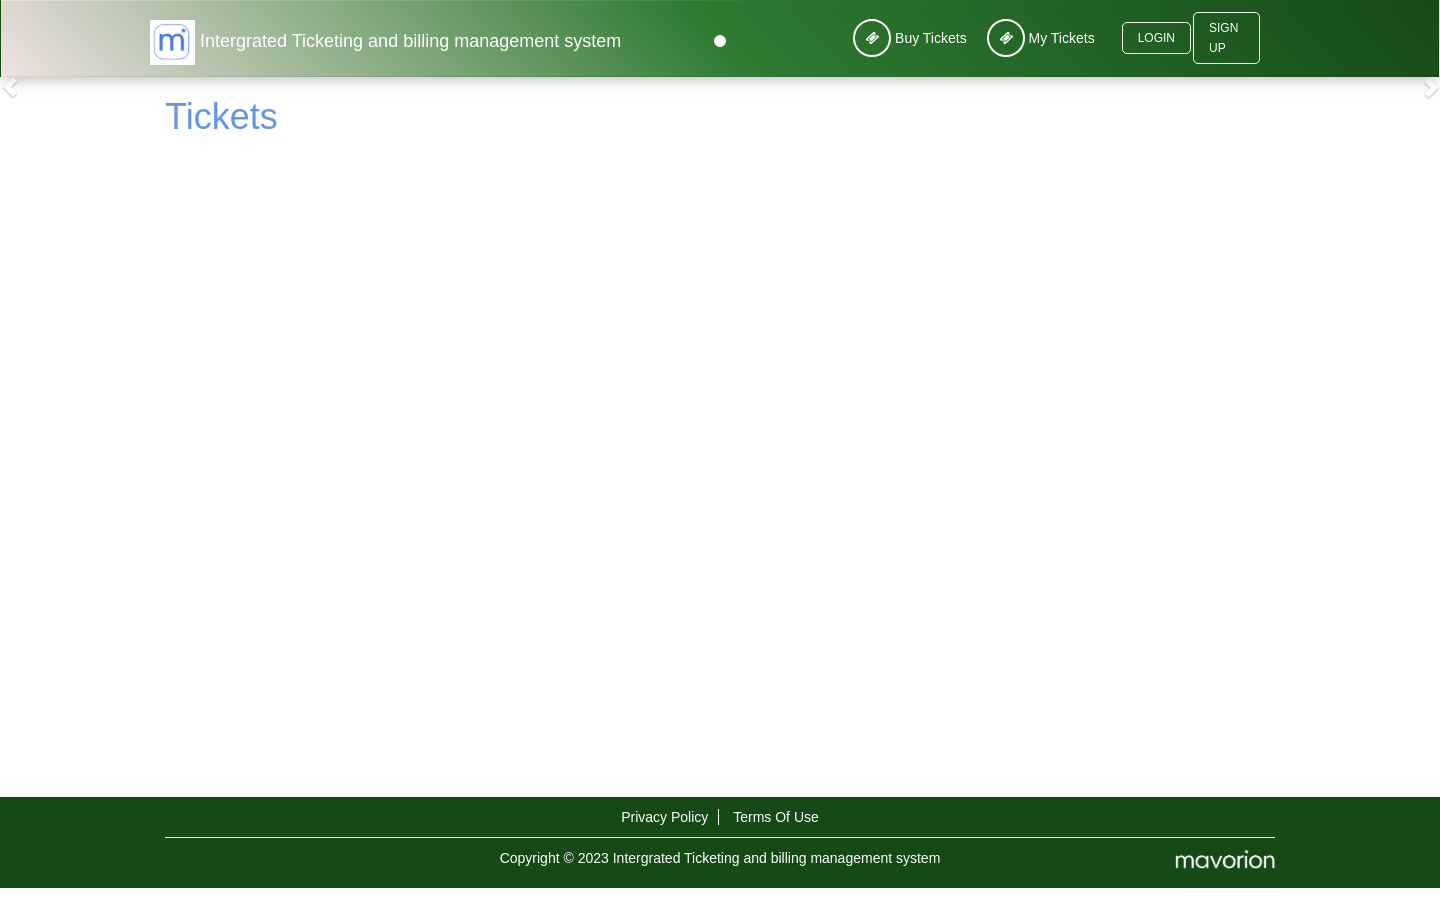 m Intergrated Ticketing and billing management system
Buy Tickets
My Tickets
LOGIN
SIGN
UP
Tickets
Privacy Policy
Terms Of Use
Copyright © 2023 Intergrated Ticketing and billing management system
mavorion